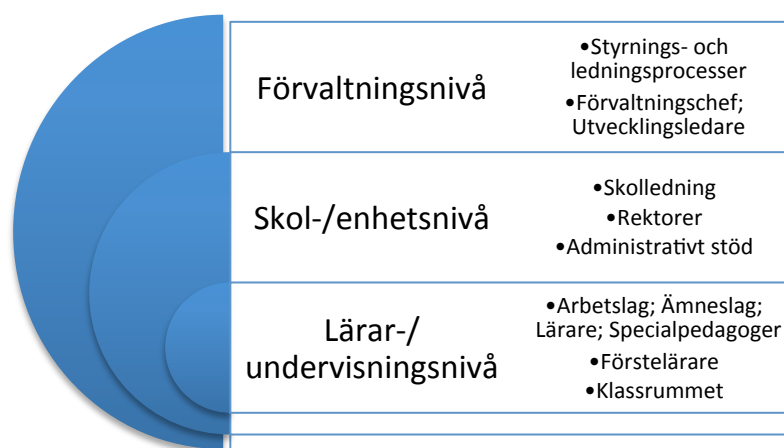 Förvaltningsnivå
•Styrnings- och
ledningsprocesser
•Förvaltningschef;
Utvecklingsledare
Skol-/enhetsnivå
•Skolledning
•Rektorer
•Administrativt stöd
Lärar-/
undervisningsnivå
•Arbetslag; Ämneslag;
Lärare; Specialpedagoger
•Förstelärare
•Klassrummet